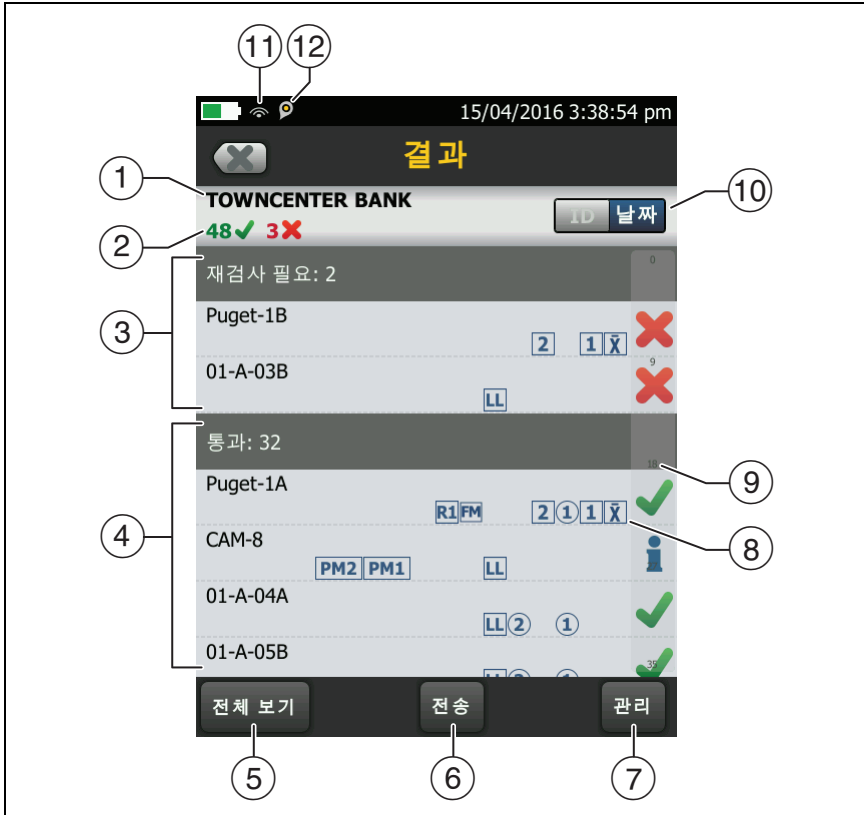 11 12
15/04/2016 3:38:54 pm
결과
1 10
TOWNCENTER BANK
ID 날짜
2
48 3
0
재검사 필요: 2
3
Puget-1B
2 1 X̄
9
01-A-03B
LL
통과: 32
18 9
Puget-1A
R1 FM 2 1 1 X̄
4 8
CAM-8
PM2 PM1 LL
01-A-04A
LL 2 1
01-A-05B
35
LL 2 1
전체 보기 전송 관리
5 6 7